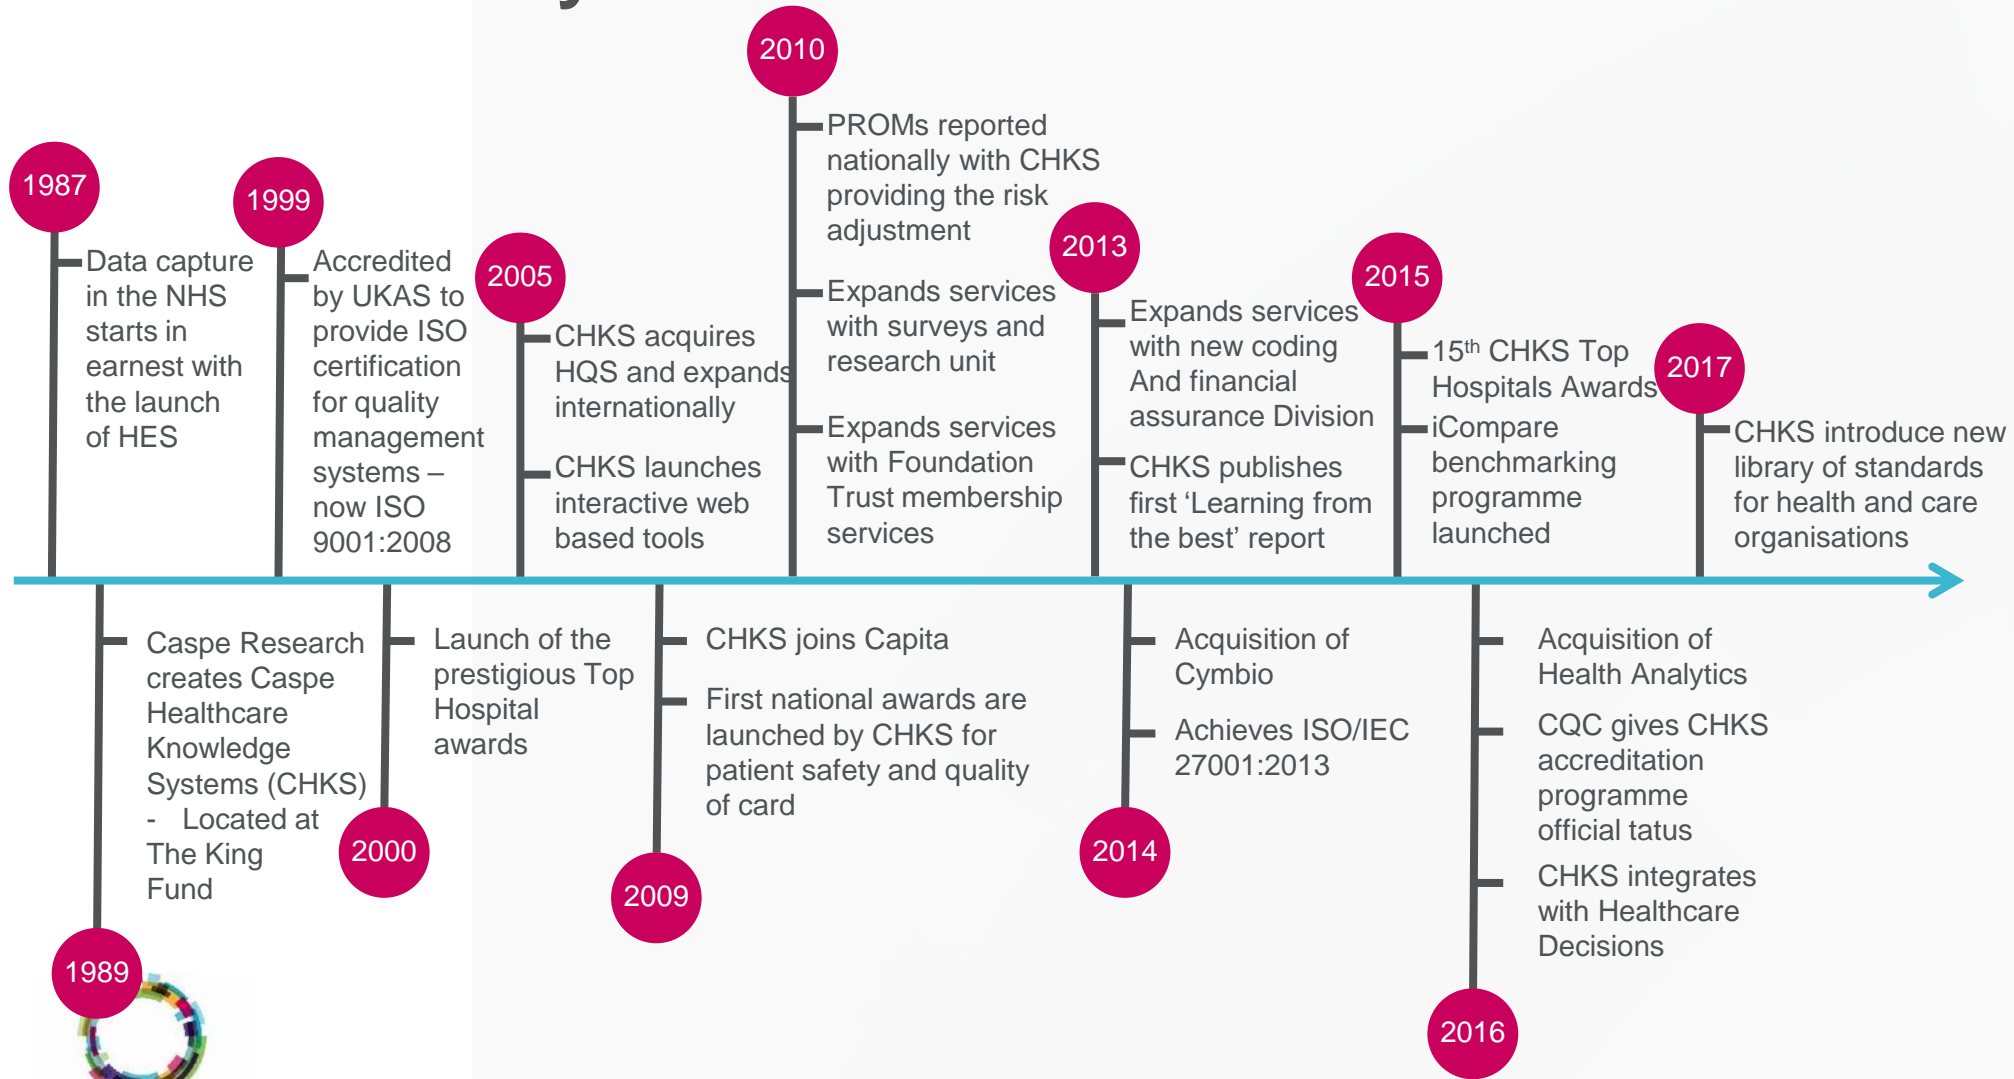 2010
PROMs reported
nationally with CHKS
providing the risk
adjustment
Expands services
with surveys and
research unit
Expands services
with Foundation
Trust membership
services
1987
Data capture
in the NHS
starts in
earnest with
the launch
of HES
1999
Accredited
by UKAS to
provide ISO
certification
for quality
management
systems –
now ISO
9001:2008
2005
CHKS acquires
HQS and expands
internationally
CHKS launches
interactive web
based tools
2013
Expands services
with new coding
And financial
assurance Division
CHKS publishes
first ‘Learning from
the best’ report
2015
15th CHKS Top
Hospitals Awards
iCompare
benchmarking
programme
launched
2017
CHKS introduce new
library of standards
for health and care
organisations
Caspe Research
creates Caspe
Healthcare
Knowledge
Systems (CHKS)
- Located at
The King
Fund
1989
Launch of the
prestigious Top
Hospital
awards
2000
CHKS joins Capita
First national awards are
launched by CHKS for
patient safety and quality
of card
2009
Acquisition of
Cymbio
Achieves ISO/IEC
27001:2013
2014
Acquisition of
Health Analytics
CQC gives CHKS
accreditation
programme
official tatus
CHKS integrates
with Healthcare
Decisions
2016